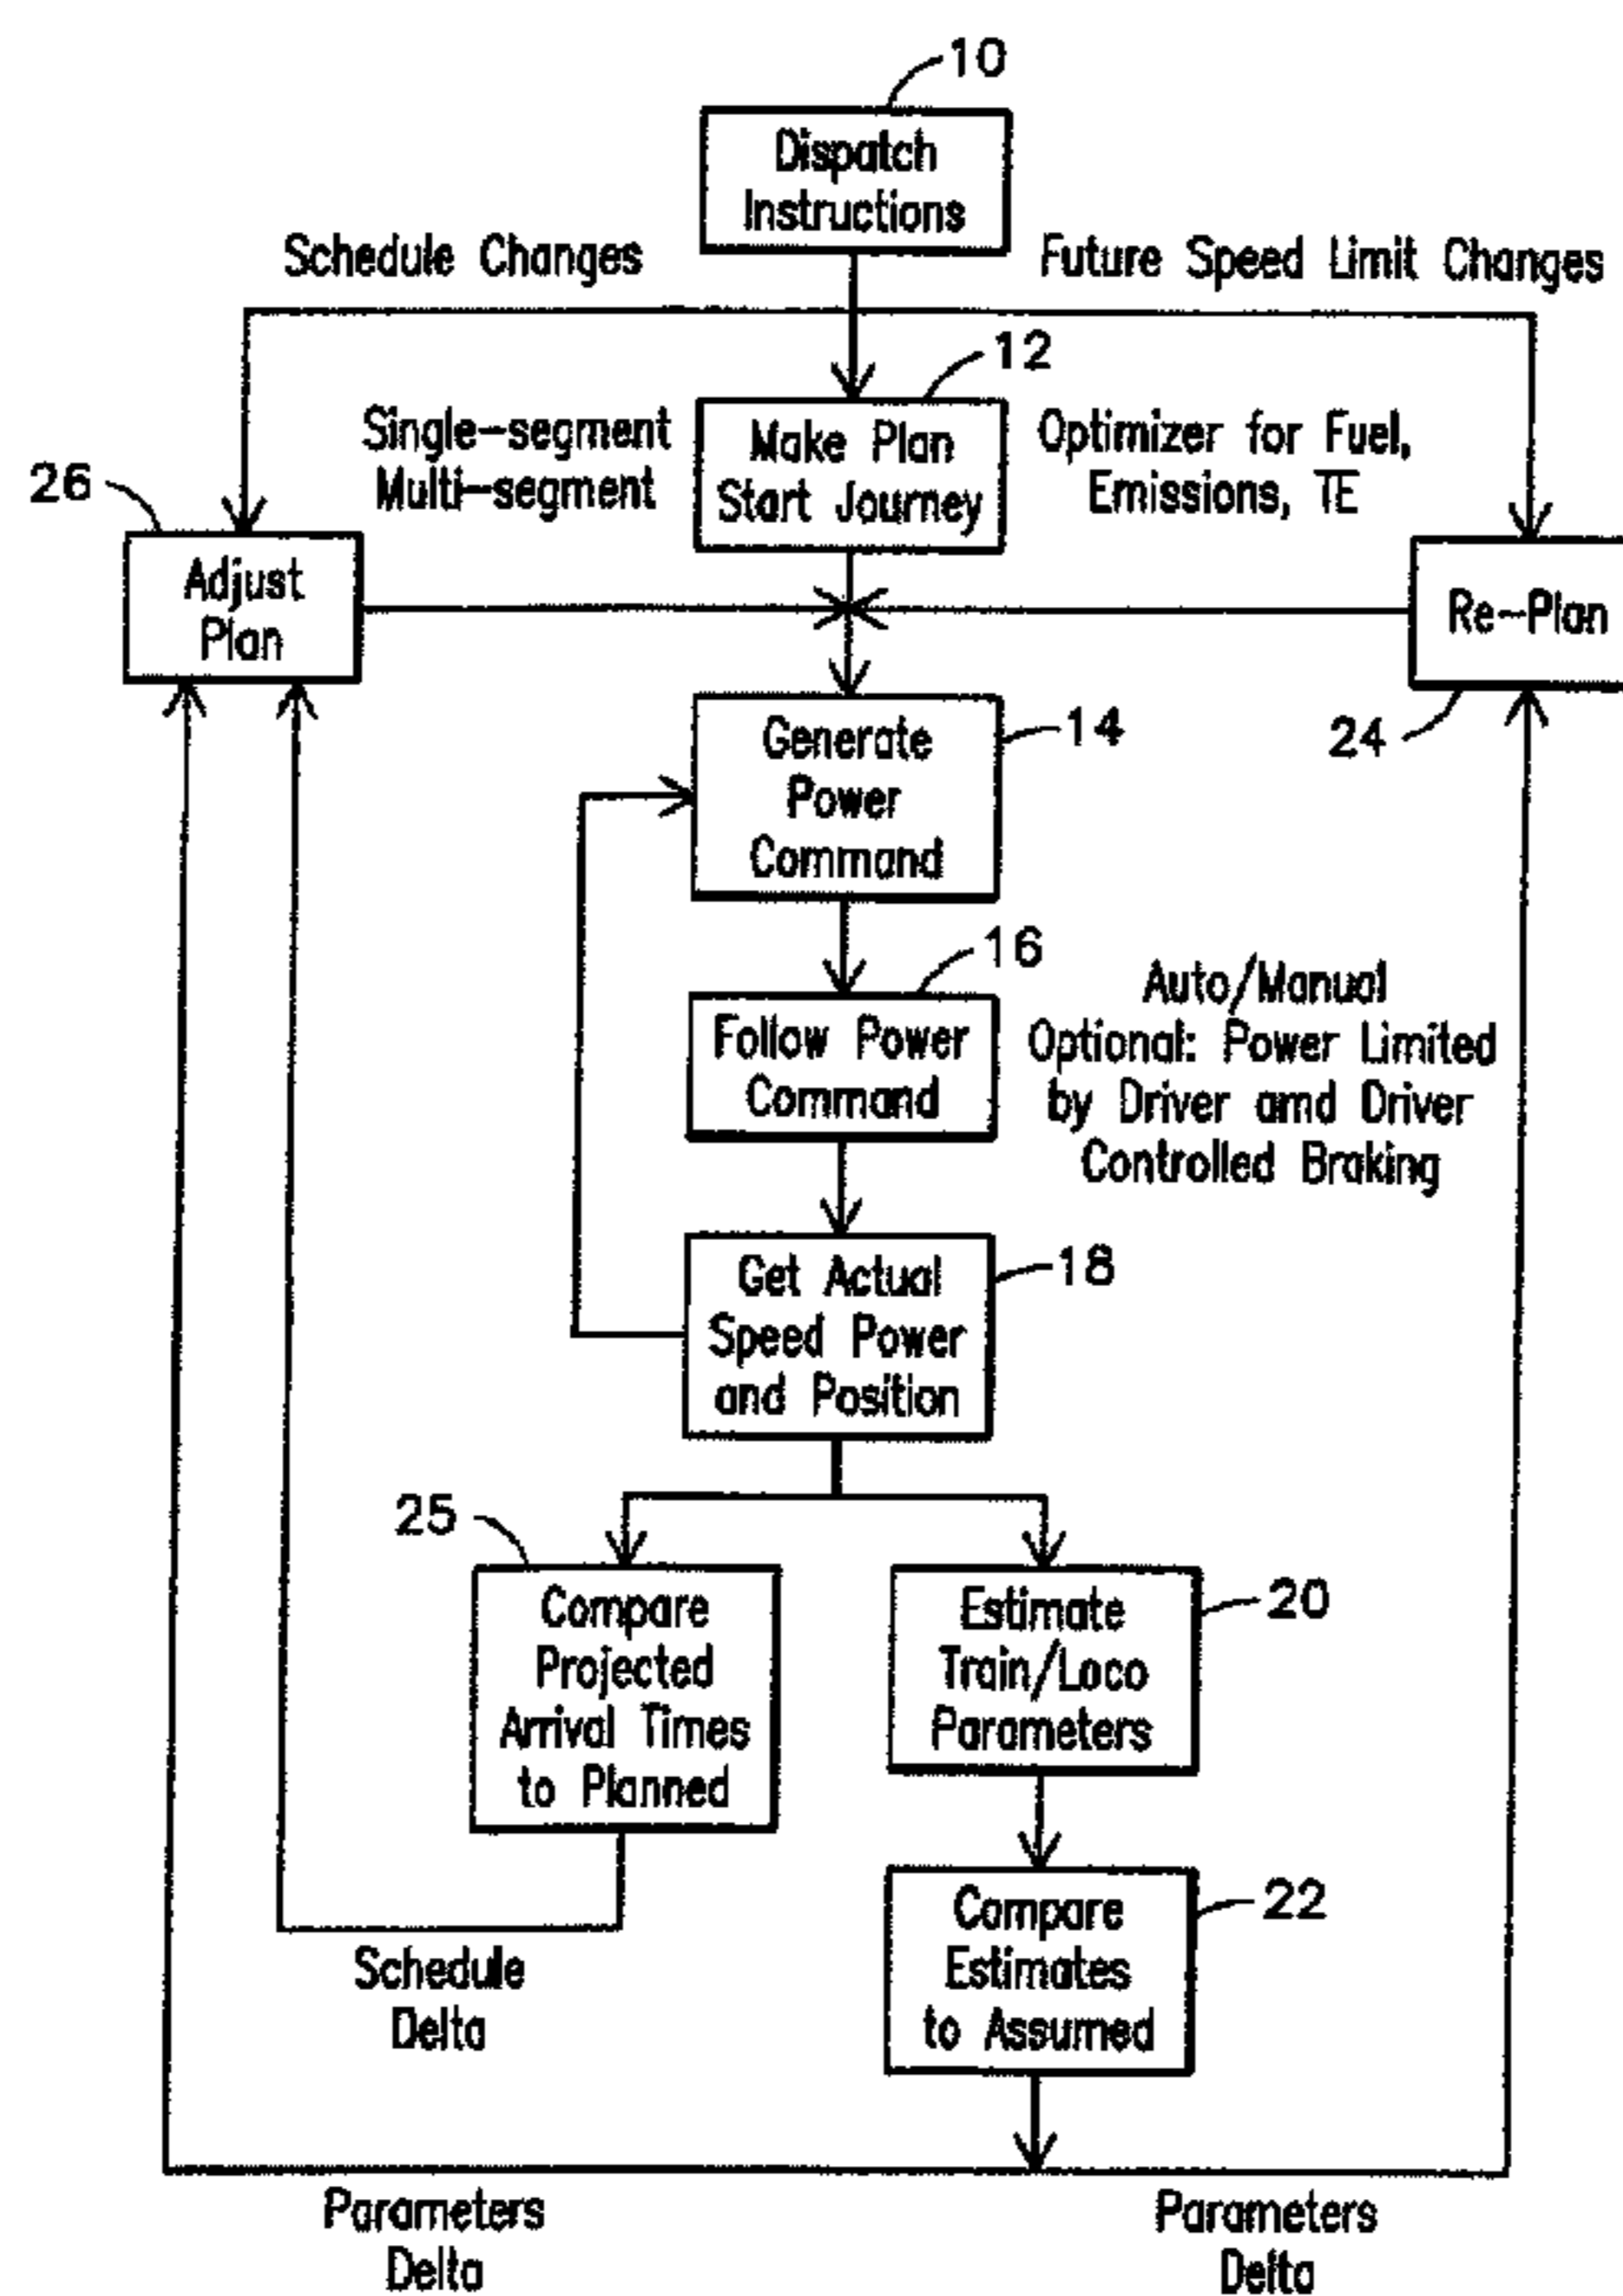 10
Dispatch
Instructions
Schedule Changes
Future Speed Limit Changes
12
Single-segment
Multi-segment
Make Plan
Start Journey
Optimizer for Fuel,
Emissions, TE
26
Adjust
Plan
Re-Plan
24
Generate
Power
Command
14
16
Follow Power
Command
Auto/Manual
Optional: Power Limited
by Driver amd Driver
Controlled Braking
Get Actual
Speed Power
and Position
18
25
Compare
Projected
Arrival Times
to Planned
Estimate
Train/Loco
Parameters
20
Compare
Estimates
to Assumed
22
Schedule
Delta
Parameters
Delta
Parameters
Delta